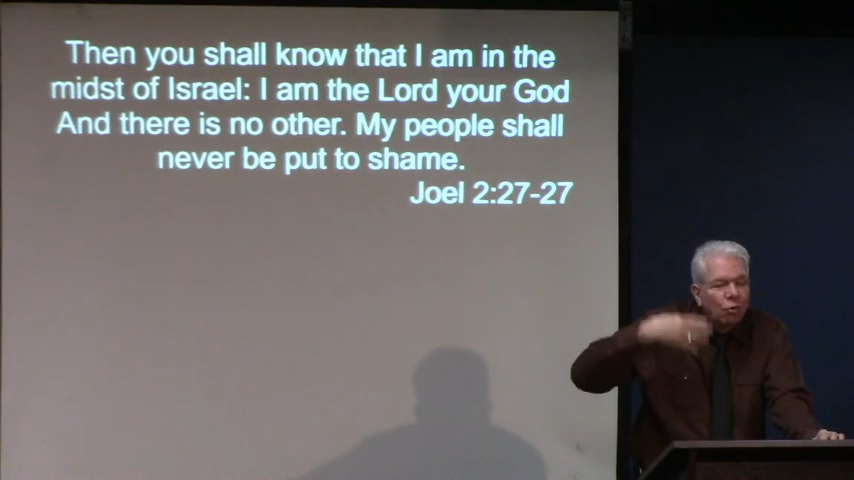 Then you shall know that I am in the
midst of Israel: I am the Lord your God
And there is no other. My people shall
never be put to shame.
Joel 2:27-27